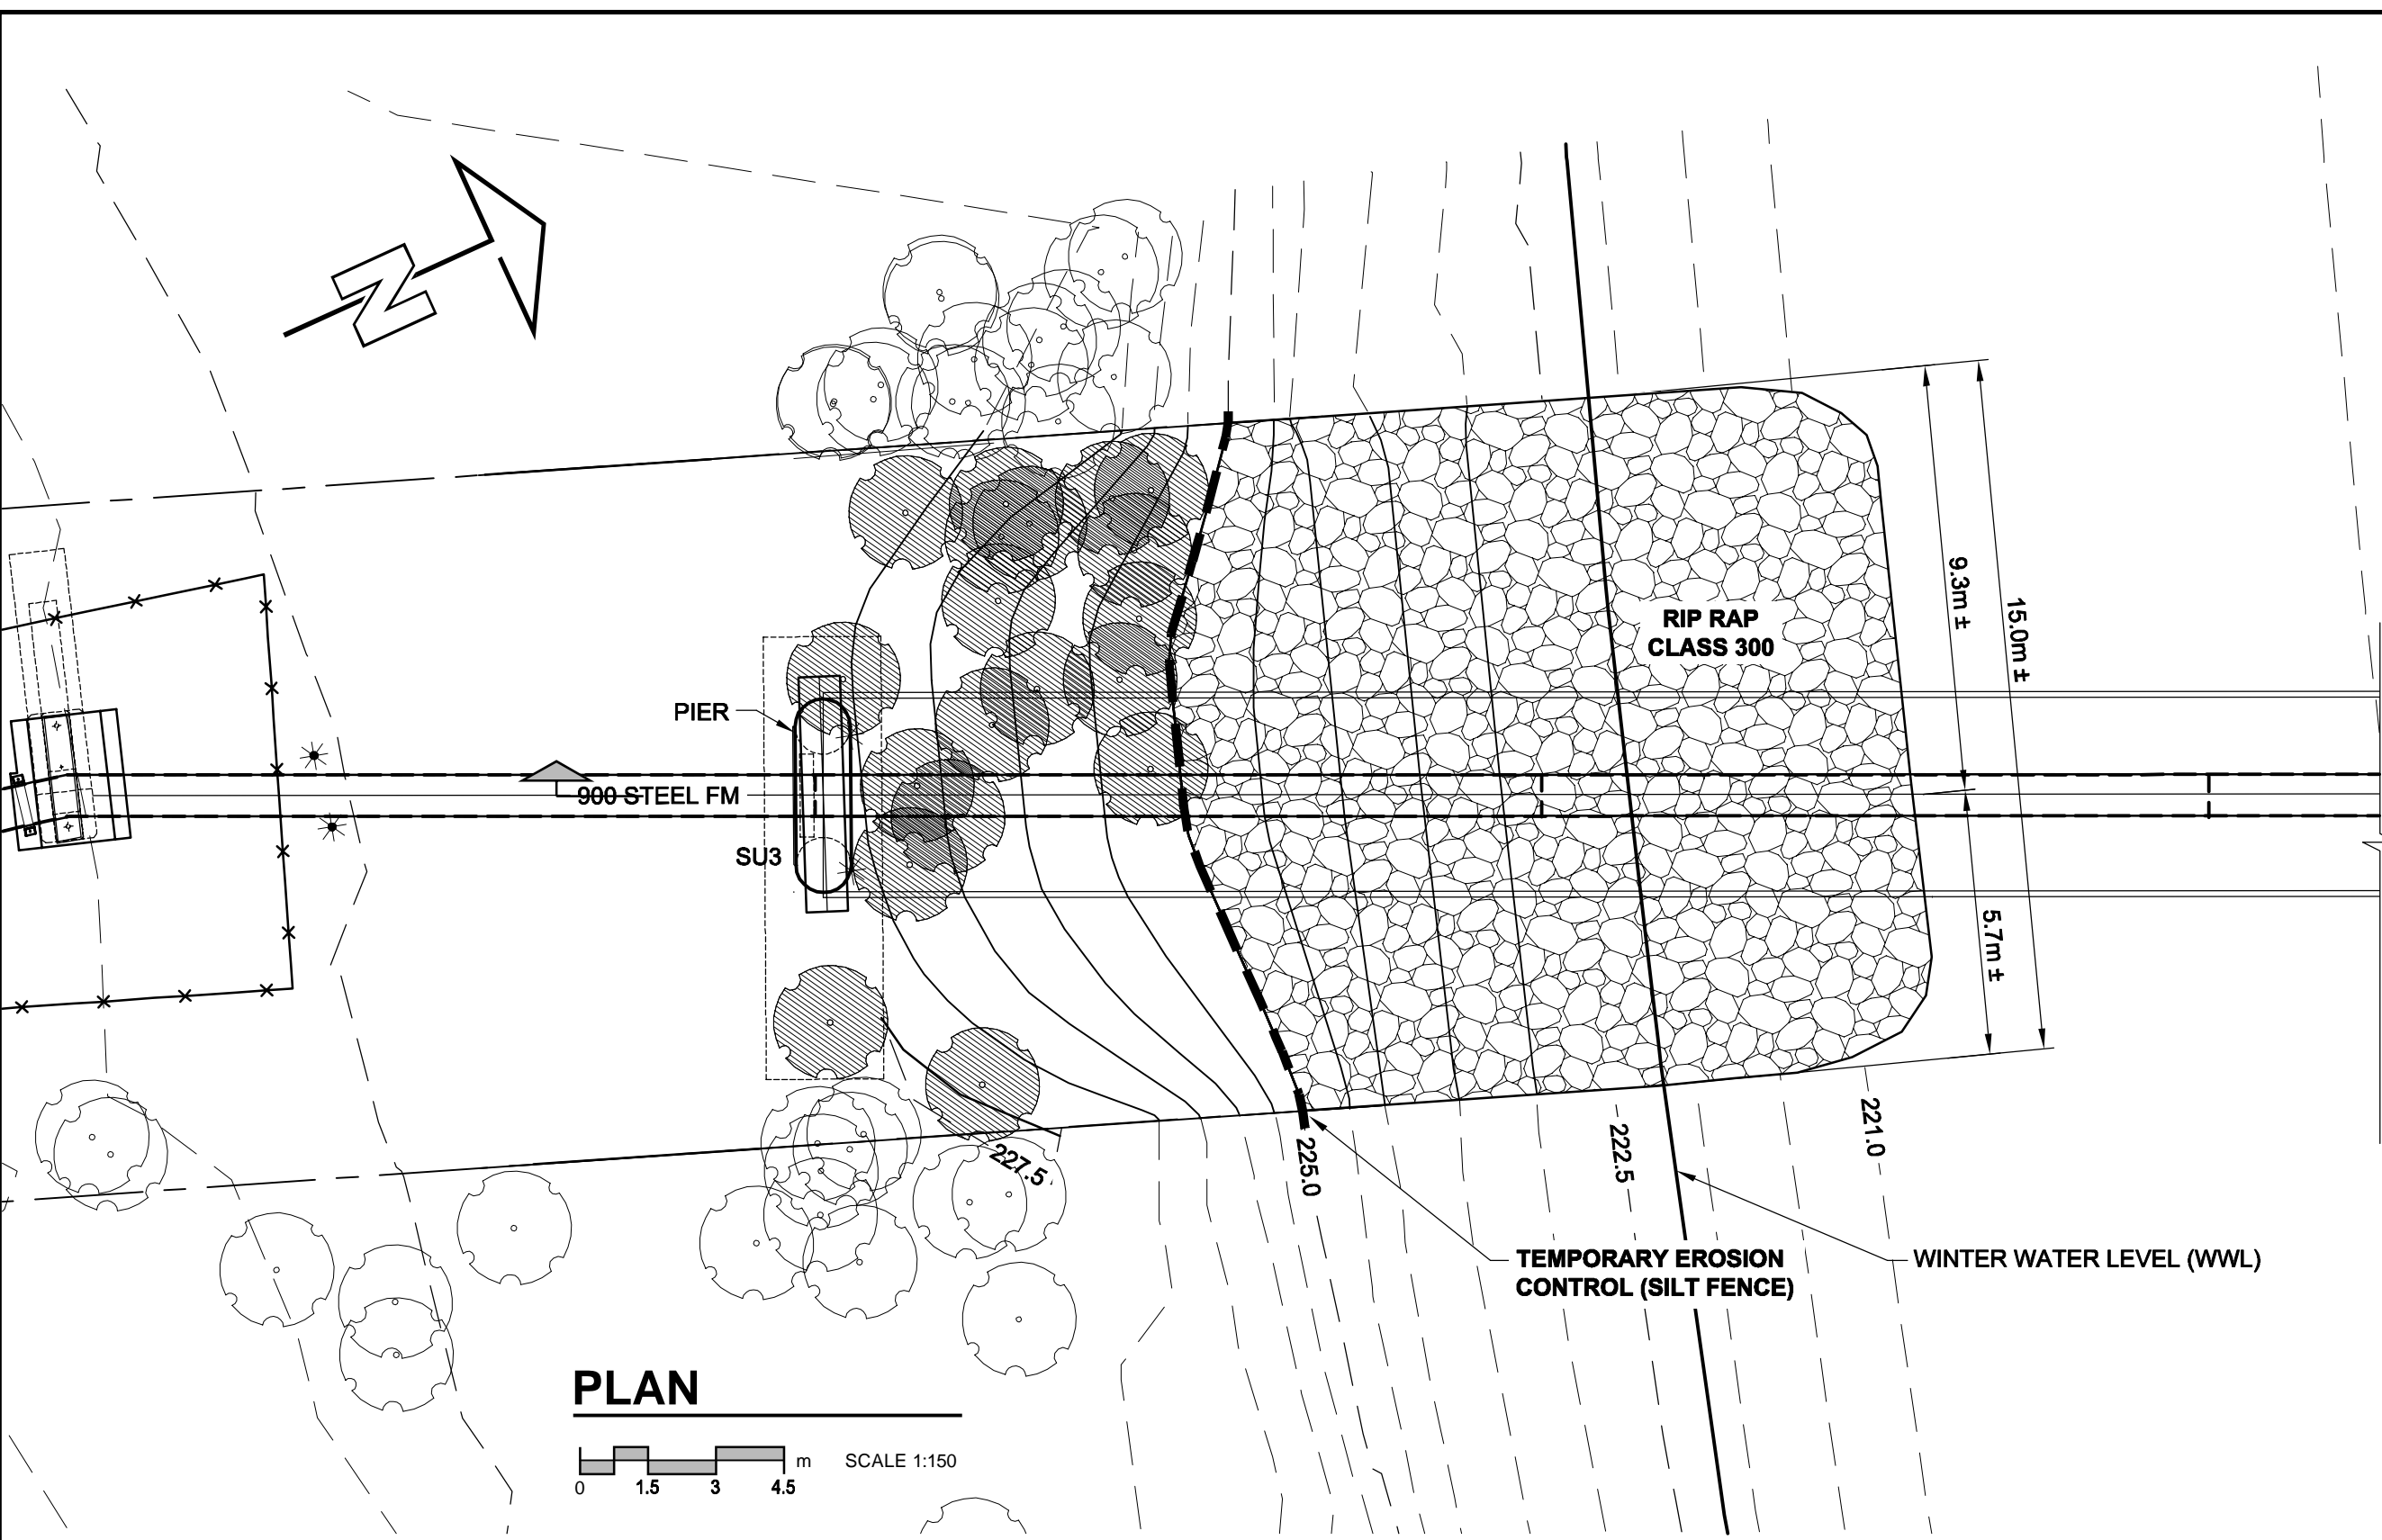 N
RIP RAP
CLASS 300
9.3m ±
15.0m ±
PIER
900 STEEL FM
SU3
5.7m ±
227.5
225.0
222.5
221.0
TEMPORARY EROSION
CONTROL (SILT FENCE)
WINTER WATER LEVEL (WWL)
PLAN
m SCALE 1:150
0 1.5 3 4.5